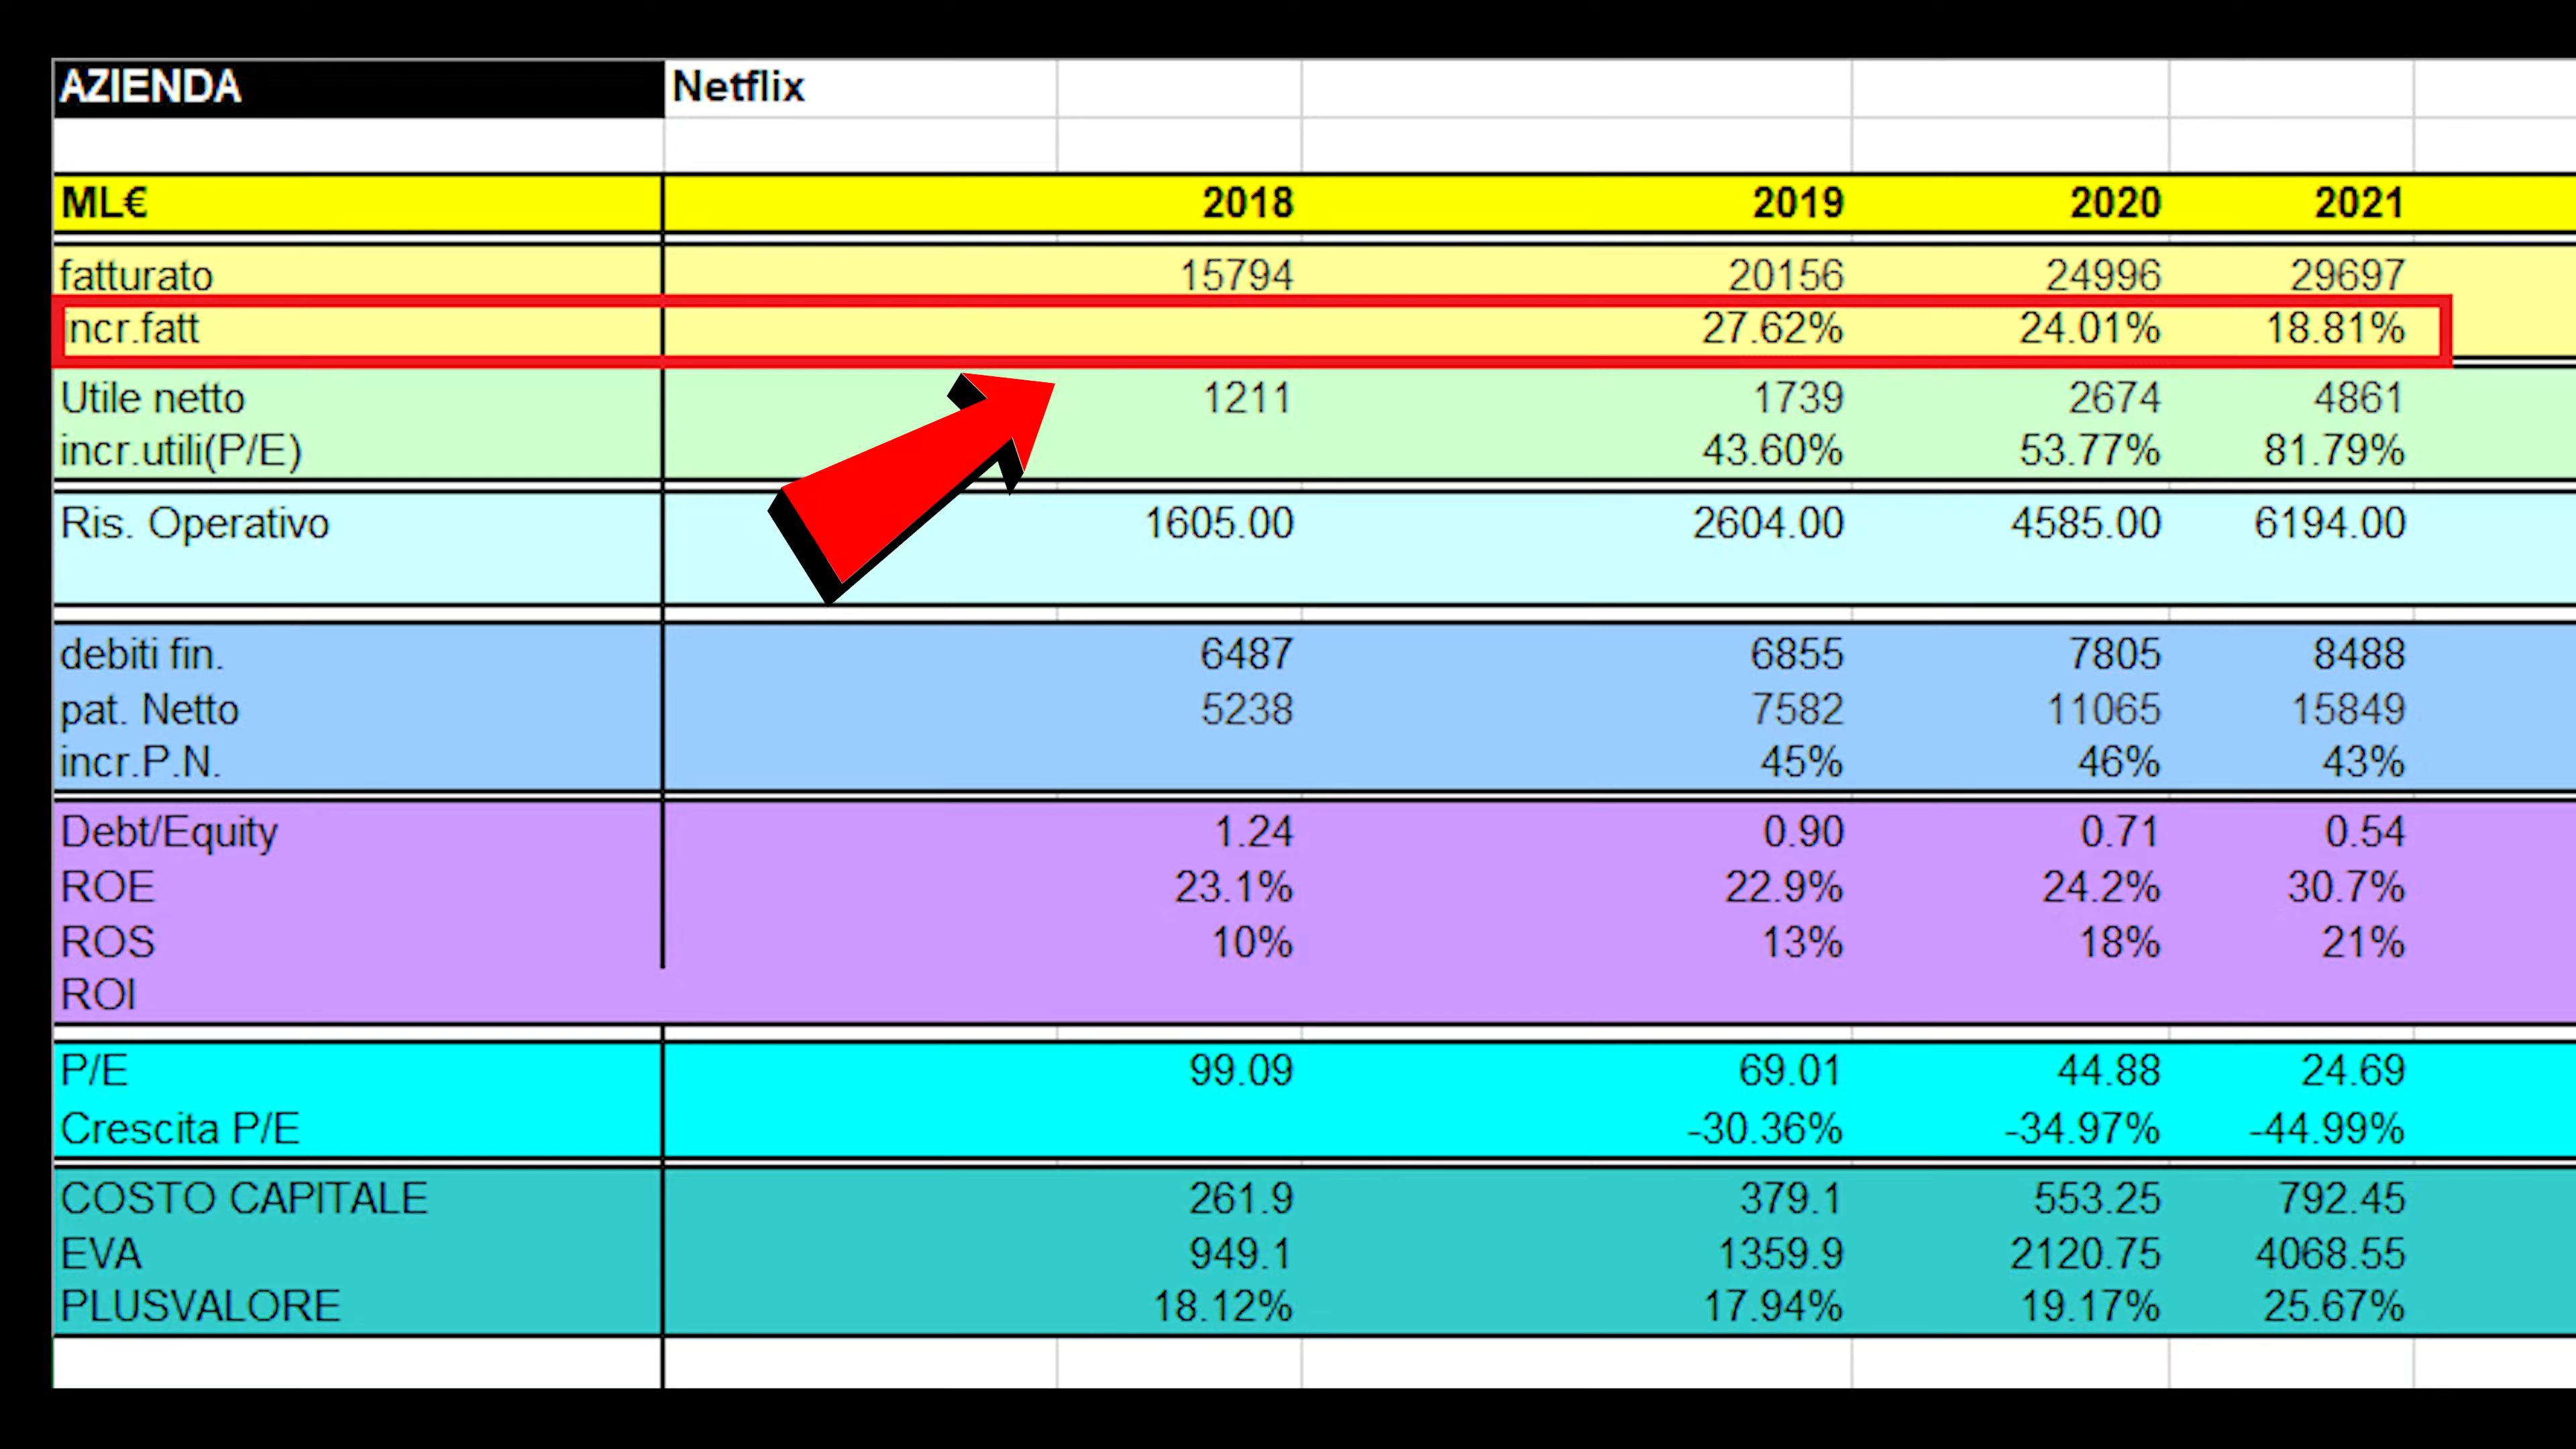 AZIENDA Netflix
ML€ 2018 2019 2020 2021
fatturato 15794 20156 24996 29697
incr.fatt 27.62% 24.01% 18.81%
Utile netto 1211 1739 2674 4861
incr.utili(P/E) 43.60% 53.77% 81.79%
Ris. Operativo 1605.00 2604.00 4585.00 6194.00
debiti fin. 6487 6855 7805 8488
pat. Netto 5238 7582 11065 15849
incr.P.N. 45% 46% 43%
Debt/Equity 1.24 0.90 0.71 0.54
ROE 23.1% 22.9% 24.2% 30.7%
ROS 10% 13% 18% 21%
ROI
P/E 99.09 69.01 44.88 24.69
Crescita P/E -30.36% -34.97% -44.99%
COSTO CAPITALE 261.9 379.1 553.25 792.45
EVA 949.1 1359.9 2120.75 4068.55
PLUSVALORE 18.12% 17.94% 19.17% 25.67%